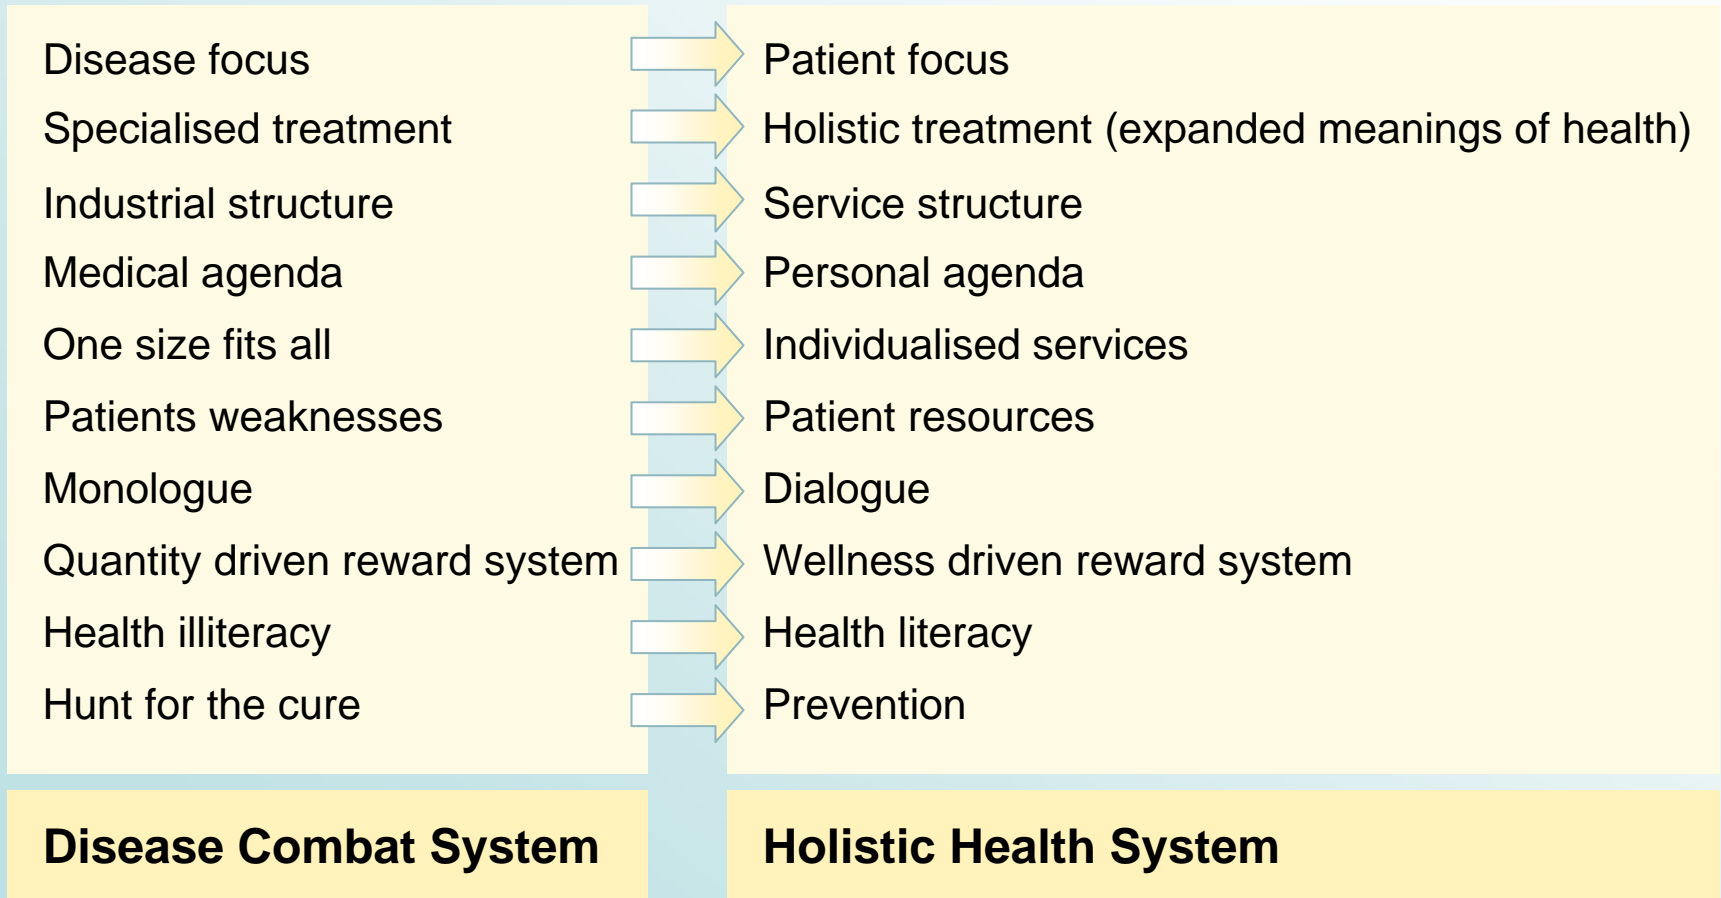 Disease focus
Patient focus
Specialised treatment
Holistic treatment (expanded meanings of health)
Industrial structure
Service structure
Medical agenda
Personal agenda
One size fits all
Individualised services
Patients weaknesses
Patient resources
Monologue
Dialogue
Quantity driven reward system
Wellness driven reward system
Health illiteracy
Health literacy
Hunt for the cure
Prevention
Disease Combat System
Holistic Health System